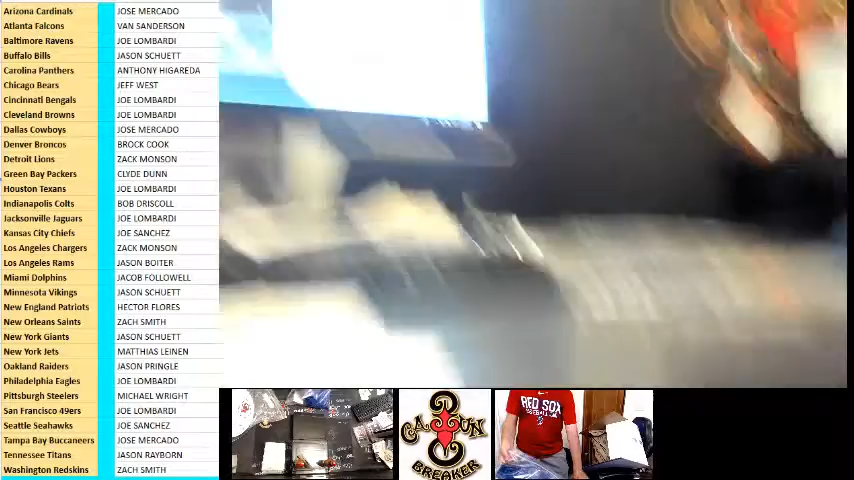 Arizona Cardinals JOSE MERCADO
Atlanta Falcons VAN SANDERSON
Baltimore Ravens JOE LOMBARDI
Buffalo Bills JASON SCHUETT
Carolina Panthers ANTHONY HIGAREDA
Chicago Bears JEFF WEST
Cincinnati Bengals JOE LOMBARDI
Cleveland Browns JOE LOMBARDI
Dallas Cowboys JOSE MERCADO
Denver Broncos BROCK COOK
Detroit Lions ZACK MONSON
Green Bay Packers CLYDE DUNN
Houston Texans JOE LOMBARDI
Indianapolis Colts BOB DRISCOLL
Jacksonville Jaguars JOE LOMBARDI
Kansas City Chiefs JOE SANCHEZ
Los Angeles Chargers ZACK MONSON
Los Angeles Rams JASON BOITER
Miami Dolphins JACOB FOLLOWELL
Minnesota Vikings JASON SCHUETT
New England Patriots HECTOR FLORES
New Orleans Saints ZACH SMITH
New York Giants JASON SCHUETT
New York Jets MATTHIAS LEINEN
Oakland Raiders JASON PRINGLE
Philadelphia Eagles JOE LOMBARDI
Pittsburgh Steelers MICHAEL WRIGHT
San Francisco 49ers JOE LOMBARDI
Seattle Seahawks JOE SANCHEZ
Tampa Bay Buccaneers JOSE MERCADO
Tennessee Titans JASON RAYBORN
Washington Redskins ZACH SMITH
CAJUN
BREAKER
RED SOX